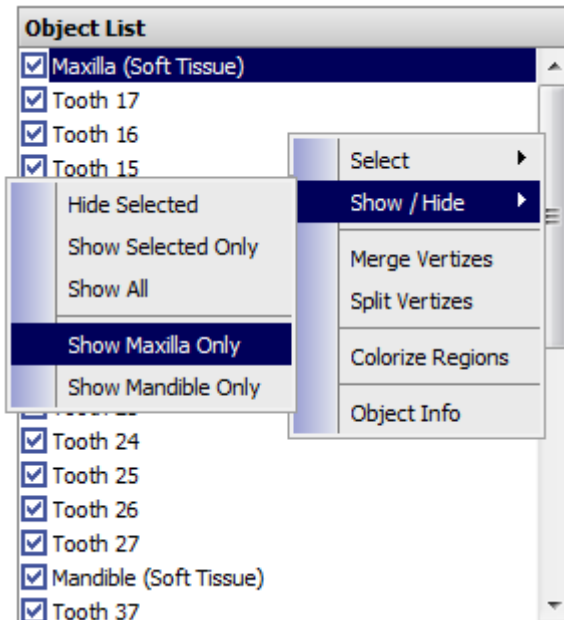 Object List
Maxilla (Soft Tissue)
Tooth 17
Tooth 16
Tooth 15
Select
Show / Hide
Merge Vertizes
Split Vertizes
Colorize Regions
Object Info
Hide Selected
Show Selected Only
Show All
Show Maxilla Only
Show Mandible Only
Tooth 24
Tooth 25
Tooth 26
Tooth 27
Mandible (Soft Tissue)
Tooth 37